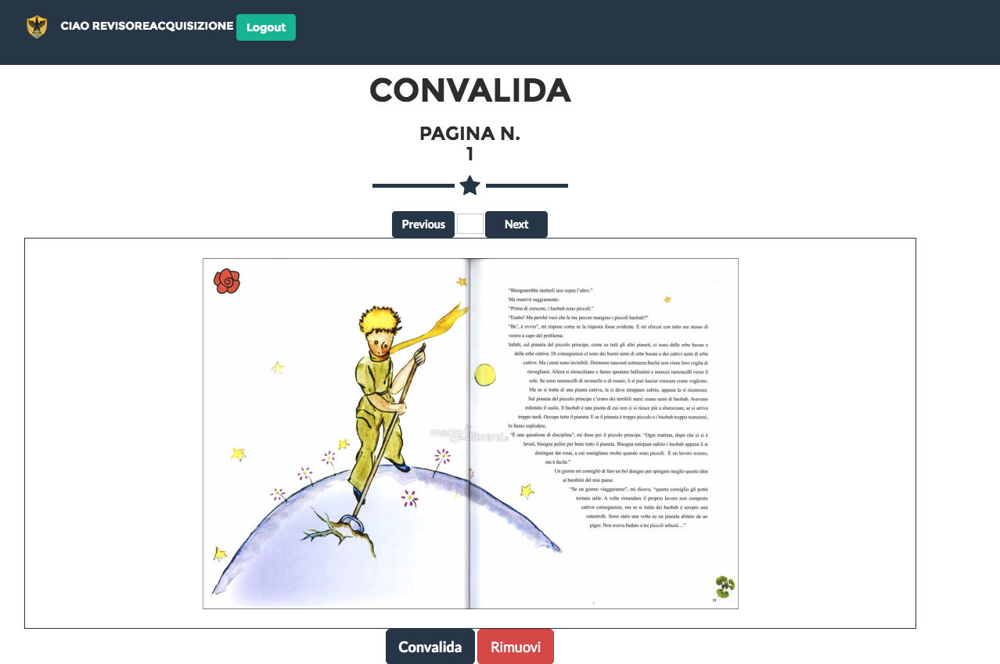 CIAO REVISOREACQUISIZIONE Logout
CONVALIDA
PAGINA N.
1
Previous Next
"Bisognerebbe metterli uno sopra l'altro."
Ma osservò saggiamente:
"Prima di crescere, i baobab sono piccoli."
"Esatto! Ma perché vuoi che le tue pecore mangino i piccoli baobab?"
"Be', è ovvio", mi rispose come se la risposta fosse evidente. E mi sforzai con tutto me stesso di
venire a capo del problema.
Infatti, sul pianeta del piccolo principe, come su tutti gli altri pianeti, ci sono delle erbe buone e
delle erbe cattive. Di conseguenza ci sono dei buoni semi di erbe buone e dei cattivi semi di erbe
cattive. Ma i semi sono invisibili. Dormono nascosti sottoterra finché non viene loro voglia di
risvegliarsi. Allora si stiracchiano e fanno spuntare bellissimi e innocui ramoscelli verso il
sole. Se sono ramoscelli di ravanello o di rosaio, li si può lasciar crescere come vogliono.
Ma se si tratta di una pianta cattiva, la si deve strappare subito, appena la si riconosce.
Sul pianeta del piccolo principe c'erano dei terribili semi: erano semi di baobab. Avevano
infestato il suolo. Il baobab è una pianta di cui non ci si riesce più a sbarazzare, se si arriva
troppo tardi. Occupa tutto il pianeta. E se il pianeta è troppo piccolo e i baobab troppo numerosi,
lo fanno esplodere.
"È una questione di disciplina", mi disse poi il piccolo principe. "Ogni mattina, dopo che ci si è
lavati, bisogna pulire per bene tutto il pianeta. Bisogna estirpare subito i baobab appena li si
distingue dai rosai, a cui somigliano molto quando sono piccoli. È un lavoro noioso,
ma è facile."
Un giorno mi consigliò di fare un bel disegno per spiegare meglio questa idea
ai bambini del mio paese.
"Se un giorno viaggeranno", mi diceva, "questo consiglio gli potrà
tornare utile. A volte rimandare il proprio lavoro non comporta
cattive conseguenze, ma se si tratta dei baobab è sempre una
catastrofe. Sono stato una volta su un pianeta abitato da un
pigro. Non aveva badato a tre piccoli arbusti…"
macrolibrarsi.it
31
Convalida Rimuovi